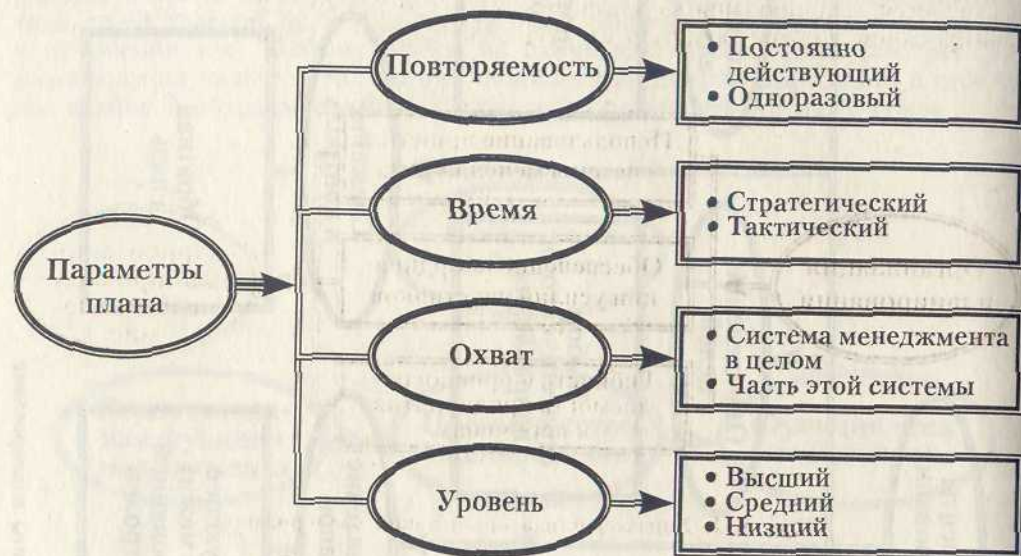 Повторяемость
• Постоянно
действующий
• Одноразовый
Время
• Стратегический
• Тактический
Параметры
плана
Охват
• Система менеджмента
в целом
• Часть этой системы
Уровень
• Высший
• Средний
• Низший